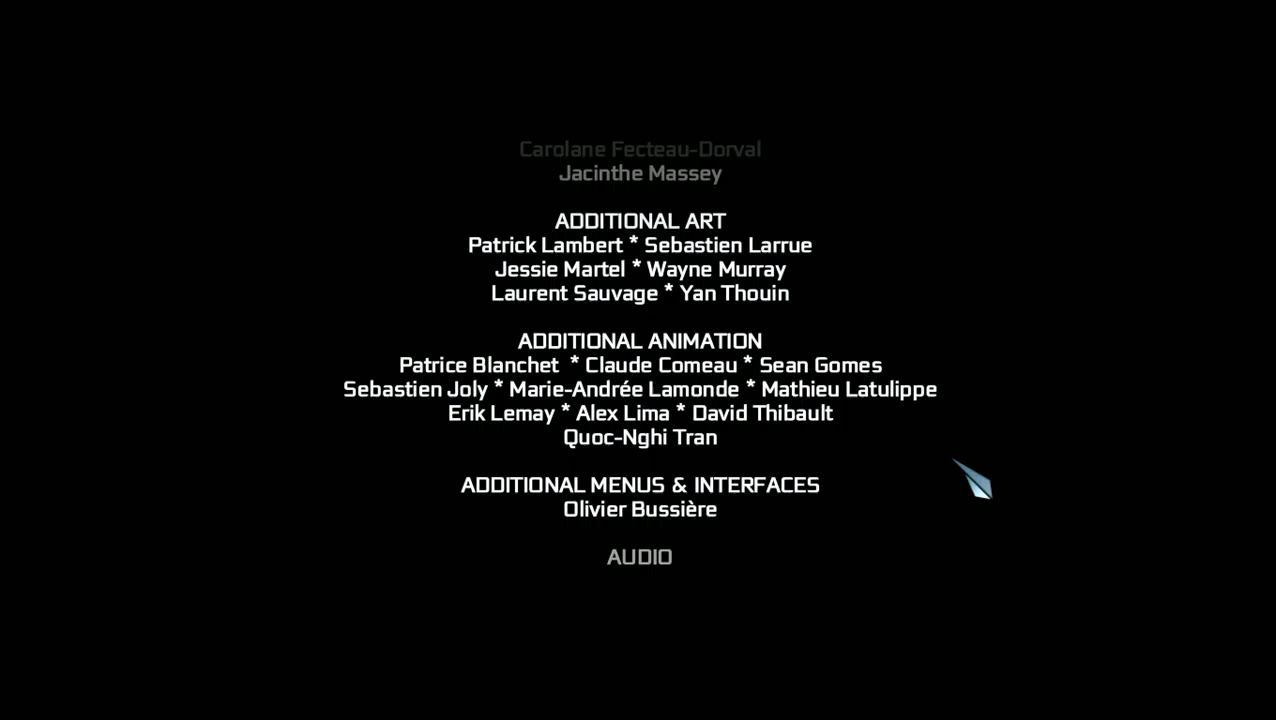 Carolane Fecteau-Dorval
Jacinthe Massey
ADDITIONAL ART
Patrick Lambert * Sebastien Larrue
Jessie Martel * Wayne Murray
Laurent Sauvage * Yan Thouin
ADDITIONAL ANIMATION
Patrice Blanchet * Claude Comeau * Sean Gomes
Sebastien Joly * Marie-Andrée Lamonde * Mathieu Latulippe
Erik Lemay * Alex Lima * David Thibault
Quoc-Nghi Tran
ADDITIONAL MENUS & INTERFACES
Olivier Bussière
AUDIO